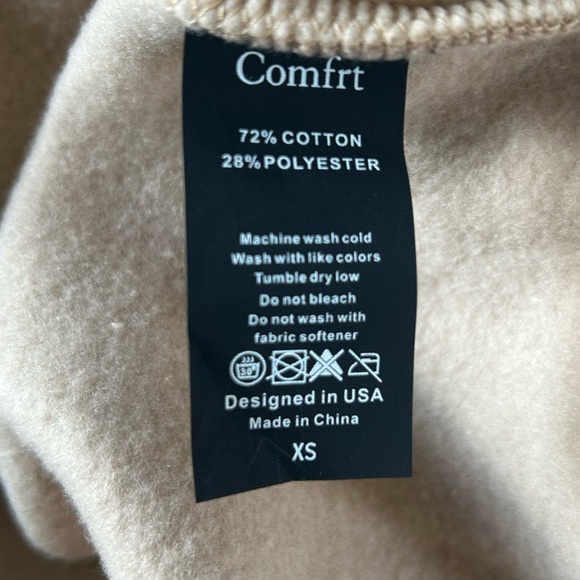 Comfrt
72% COTTON
28% POLYESTER
Machine wash cold
Wash with like colors
Tumble dry low
Do not bleach
Do not wash with
fabric softener
30°
Designed in USA
Made in China
XS